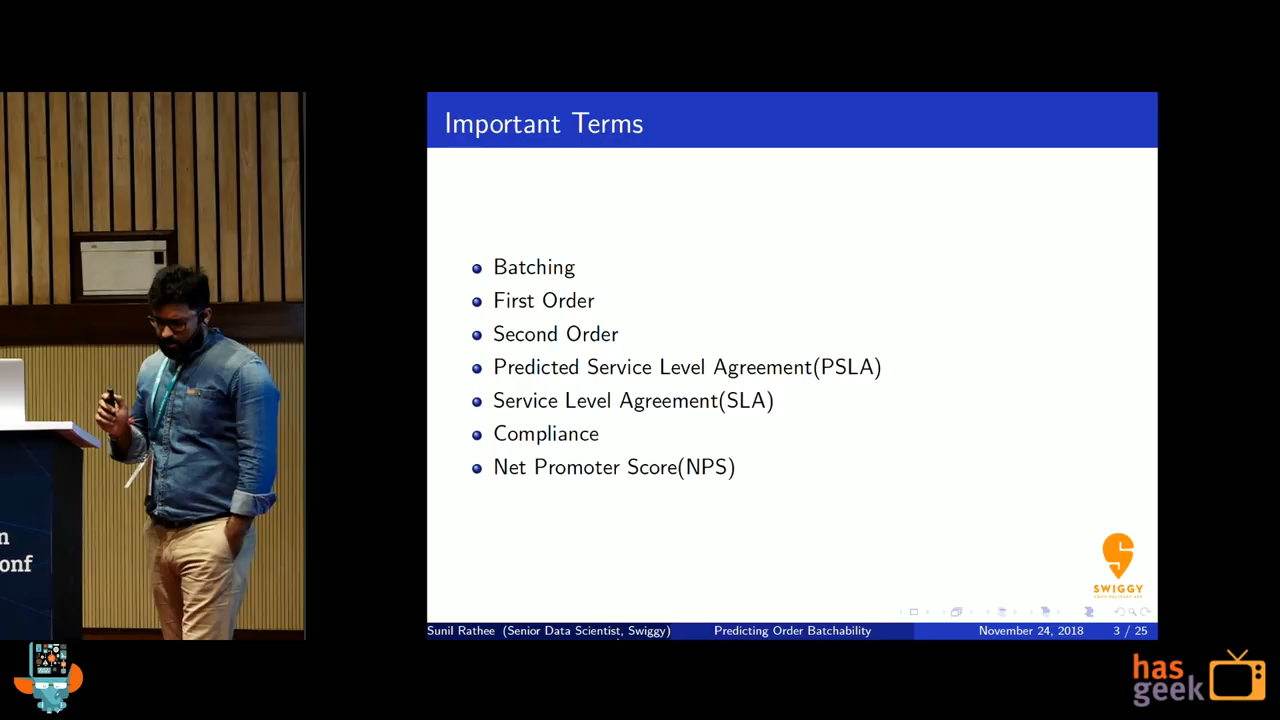 Important Terms
Batching
First Order
Second Order
Predicted Service Level Agreement(PSLA)
Service Level Agreement(SLA)
Compliance
Net Promoter Score(NPS)
SWIGGY
Sunil Rathee (Senior Data Scientist, Swiggy) Predicting Order Batchability November 24, 2018 3 / 25
n
onf
has
geek